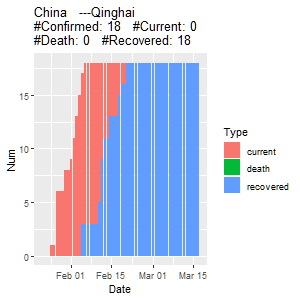 China   ---Qinghai
#Confirmed: 18   #Current: 0
#Death: 0   #Recovered: 18
15
10
5
0
Num
Feb 01
Feb 15
Mar 01
Mar 15
Date
Type
current
death
recovered